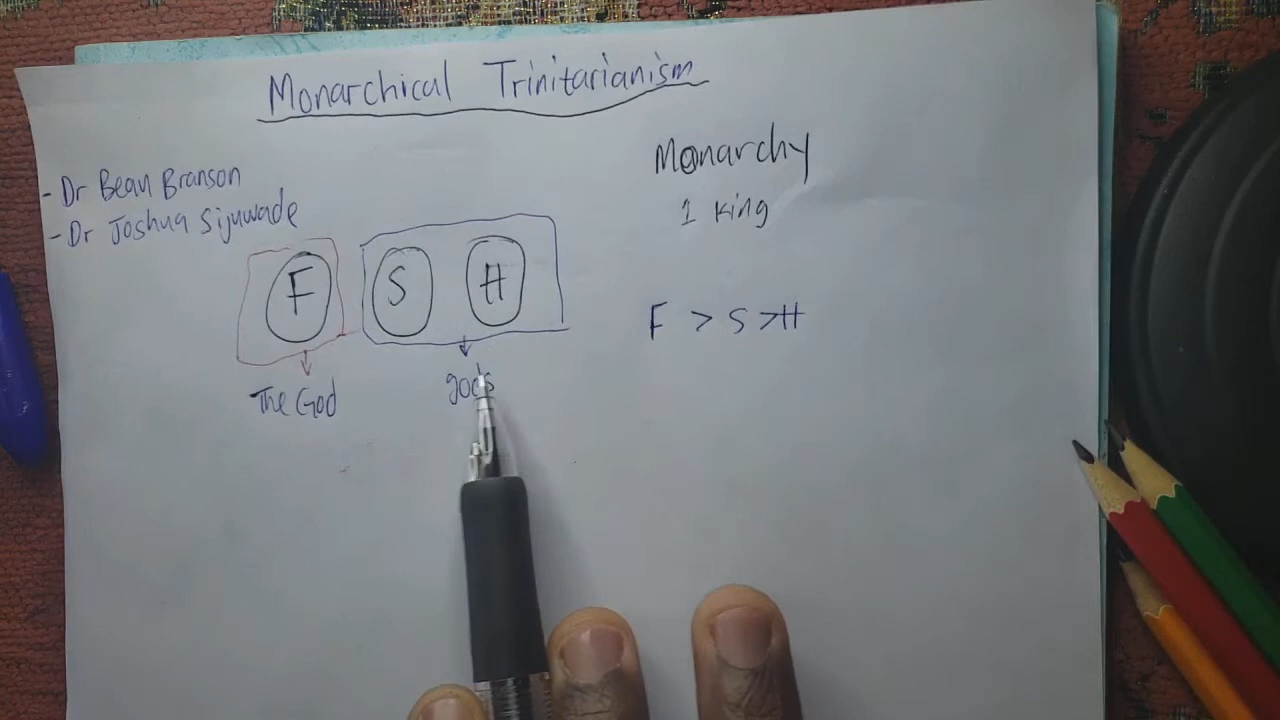 Monarchical Trinitarianism
- Dr Beau Branson
- Dr Joshua Sijuwade
Monarchy
1 king
F S H
F > S > H
The God
gods